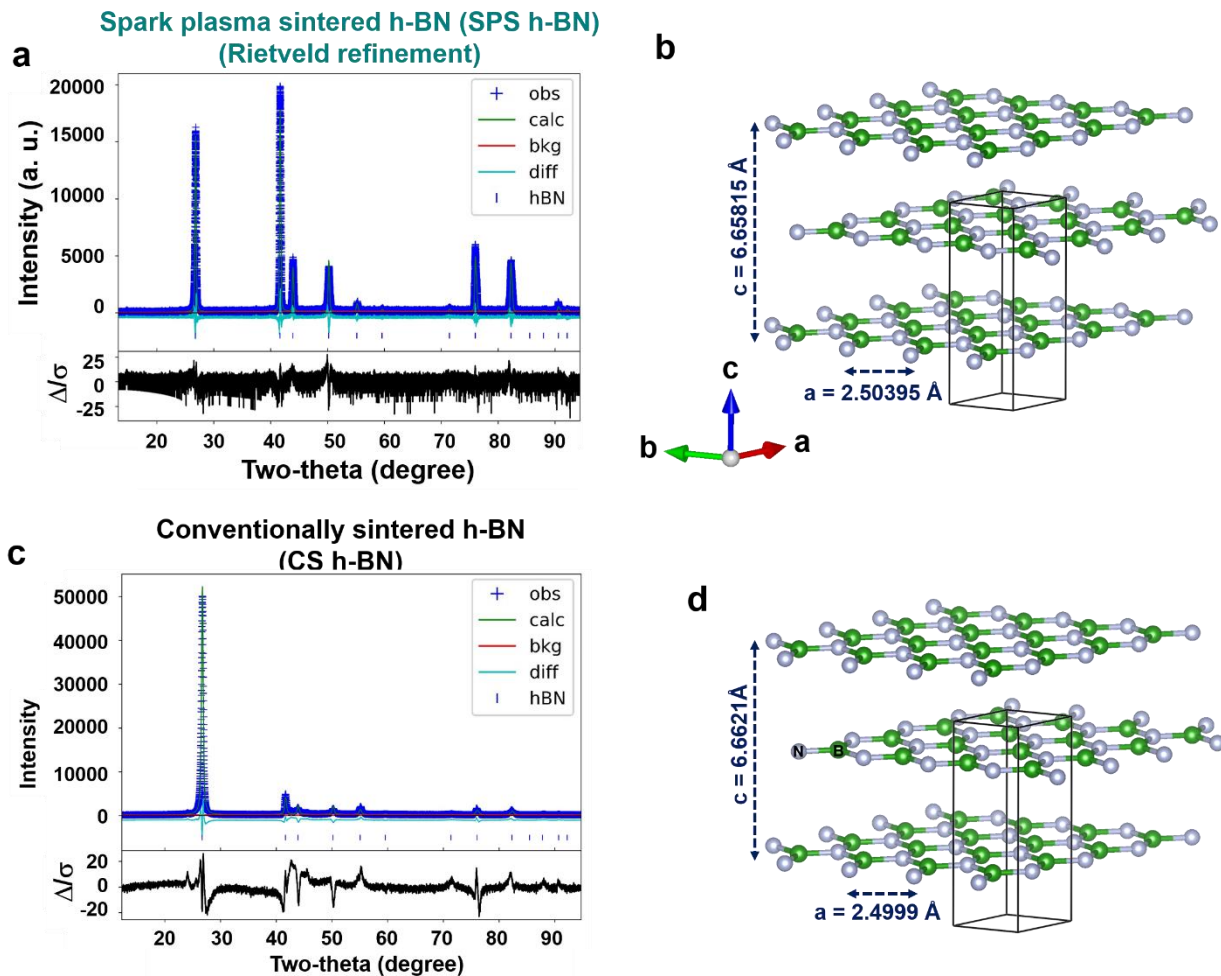 Spark plasma sintered h-BN (SPS h-BN)
(Rietveld refinement)
a
20000
15000
10000
5000
0
Intensity (a. u.)
obs
calc
bkg
diff
hBN
25
0
-25
Δ/σ
20
30
40
50
60
70
80
90
Two-theta (degree)
b
c = 6.65815 Å
a = 2.50395 Å
c
b
a
Conventionally sintered h-BN
(CS h-BN)
c
50000
40000
30000
20000
10000
0
Intensity
obs
calc
bkg
diff
hBN
20
0
-20
Δ/σ
20
30
40
50
60
70
80
90
Two-theta (degree)
d
c = 6.6621Å
N
B
a = 2.4999 Å